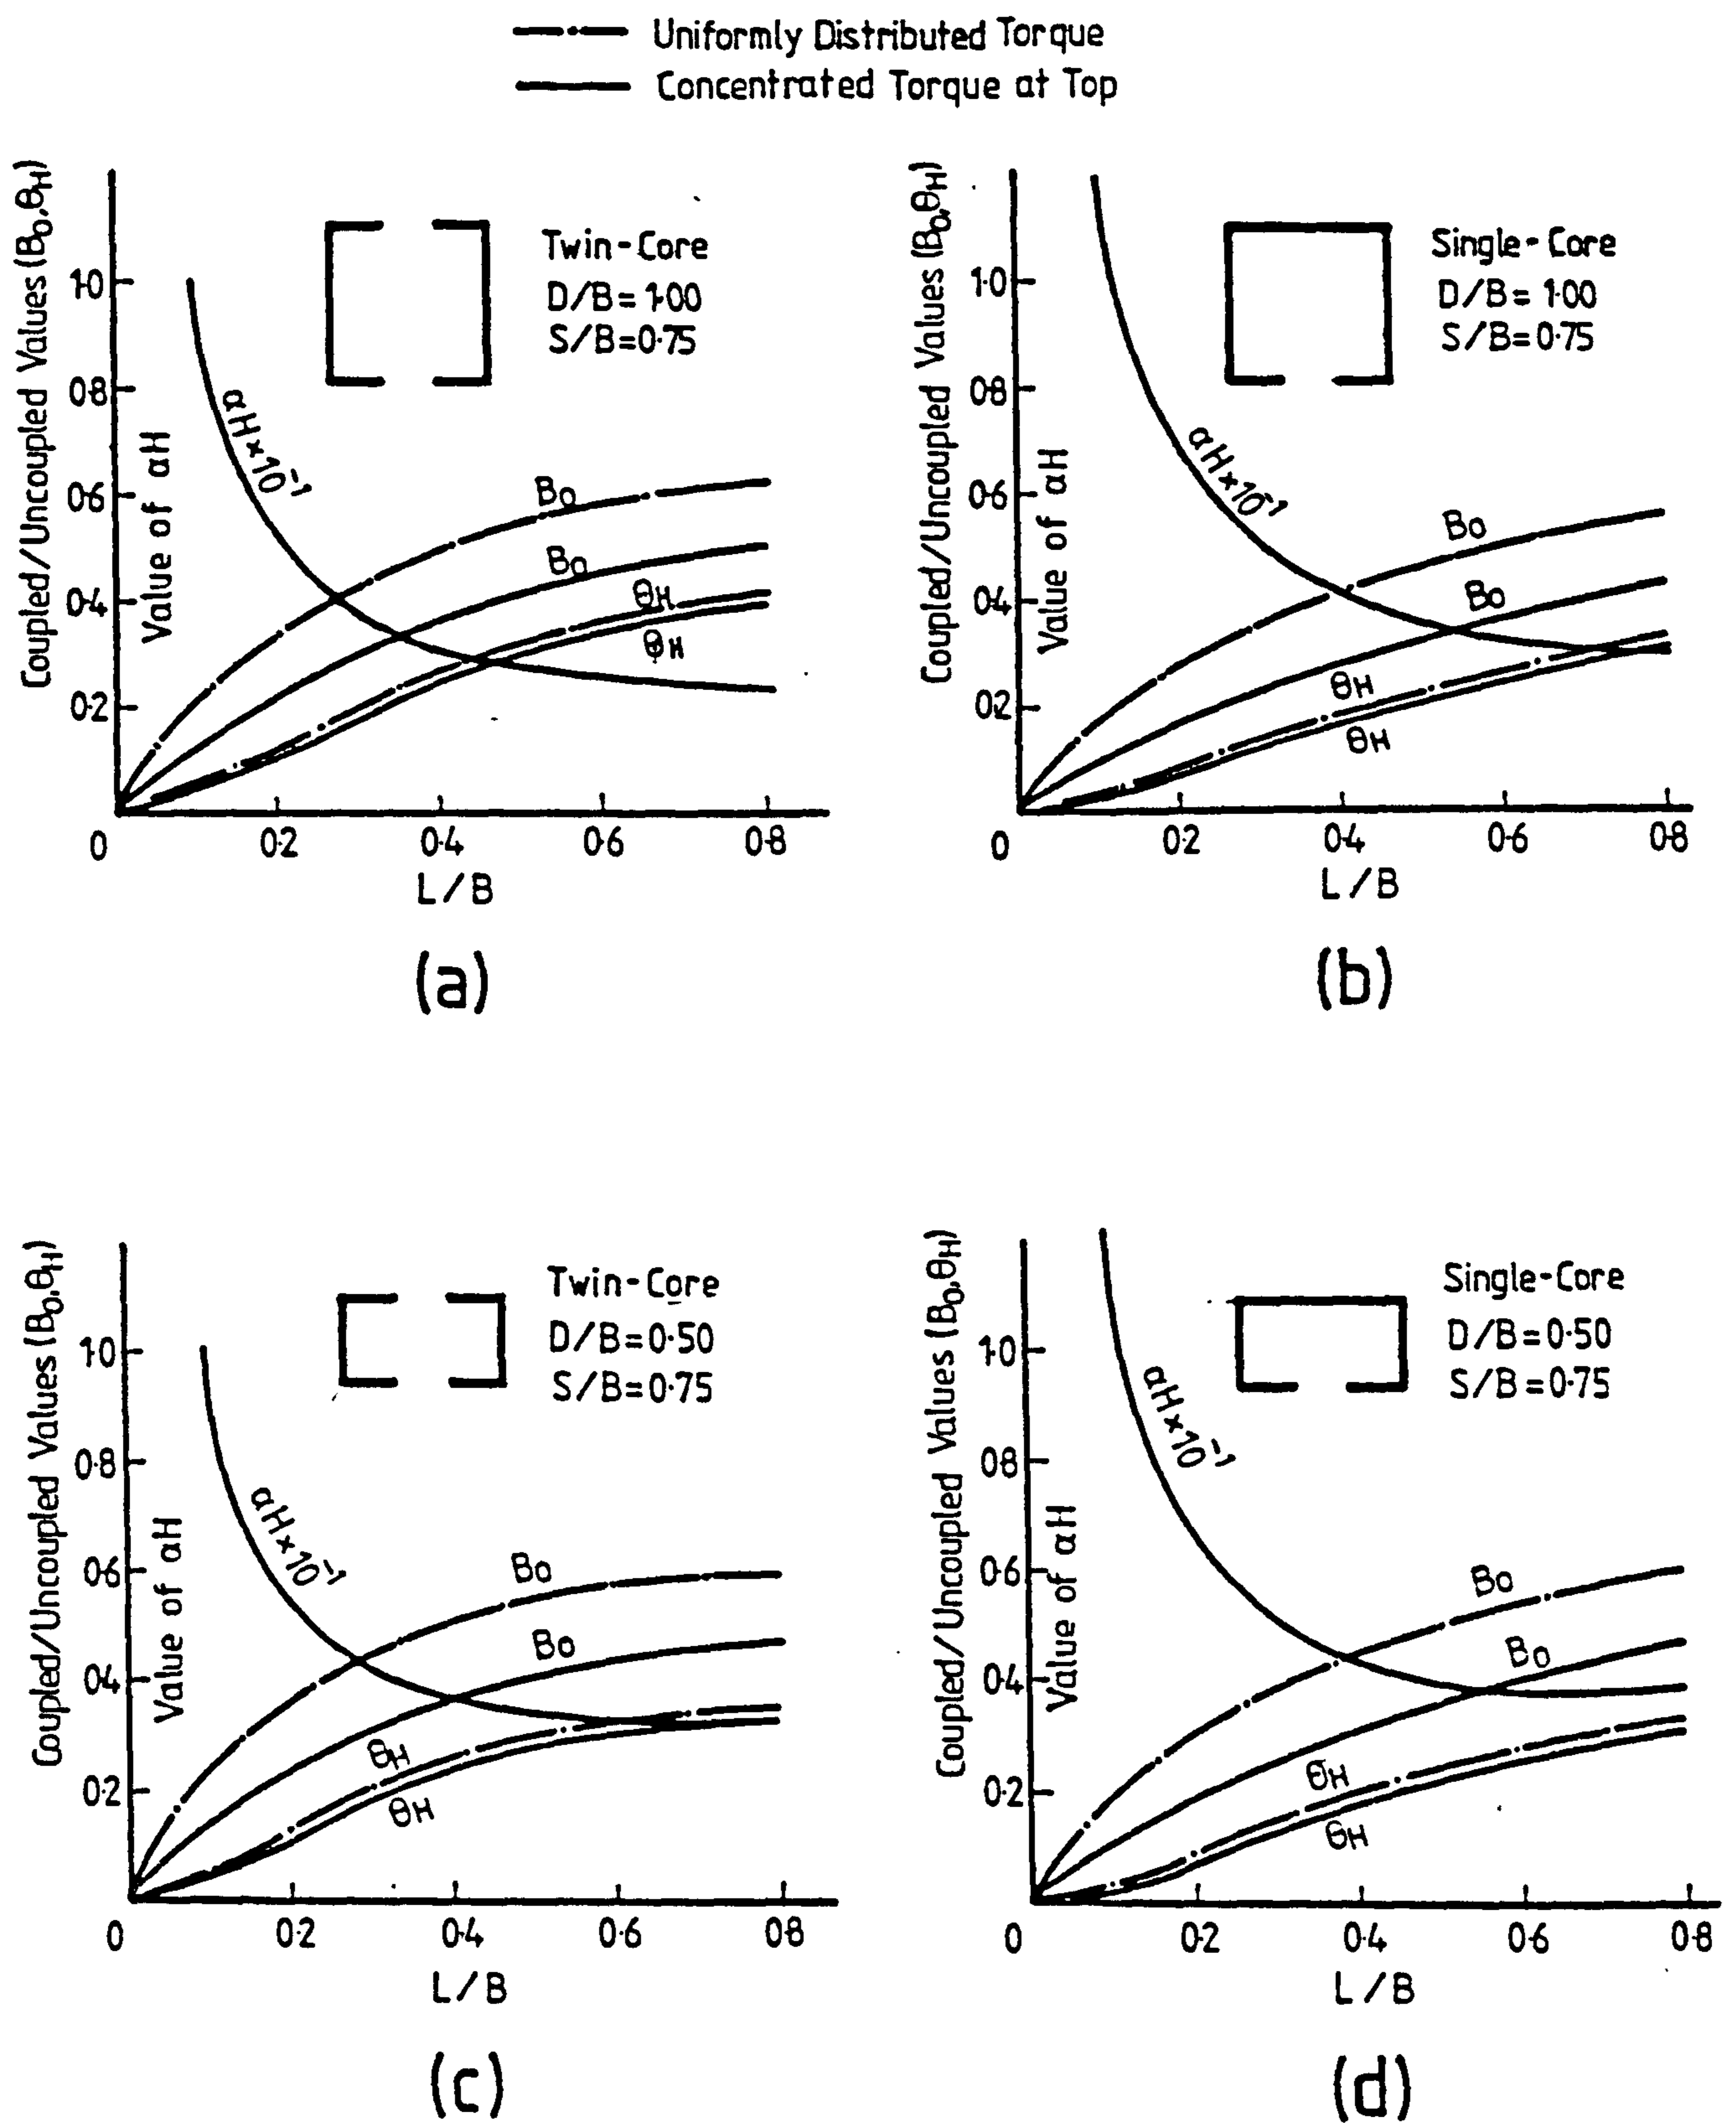 Uniformly Distributed Torque
Concentrated Torque at Top
Coupled/Uncoupled Values (B₀,θH)
Value of αH
1·0
0·8
0·6
0·4
0·2
0
0·2
0·4
0·6
0·8
L/B
αH×10⁻¹
B₀
B₀
θH
θH
Twin-Core
D/B=1·00
S/B=0·75
(a)
Coupled/Uncoupled Values (B₀,θH)
Value of αH
1·0
0·8
0·6
0·4
0·2
0
0·2
0·4
0·6
0·8
L/B
αH×10⁻¹
B₀
B₀
θH
θH
Single-Core
D/B=1·00
S/B=0·75
(b)
Coupled/Uncoupled Values (B₀,θH)
Value of αH
1·0
0·8
0·6
0·4
0·2
0
0·2
0·4
0·6
0·8
L/B
αH×10⁻¹
B₀
B₀
θH
θH
Twin-Core
D/B=0·50
S/B=0·75
(c)
Coupled/Uncoupled Values (B₀,θH)
Value of αH
1·0
0·8
0·6
0·4
0·2
0
0·2
0·4
0·6
0·8
L/B
αH×10⁻¹
B₀
B₀
θH
θH
Single-Core
D/B=0·50
S/B=0·75
(d)